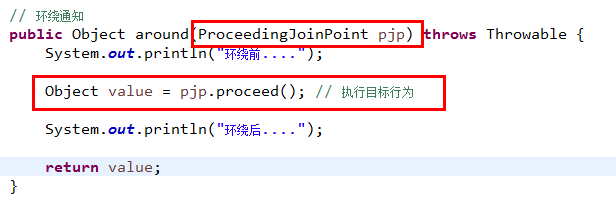 // 环绕通知
public Object around(ProceedingJoinPoint pjp) throws Throwable {
System.out.println("环绕前....");
Object value = pjp.proceed(); // 执行目标行为
System.out.println("环绕后....");
return value;
}